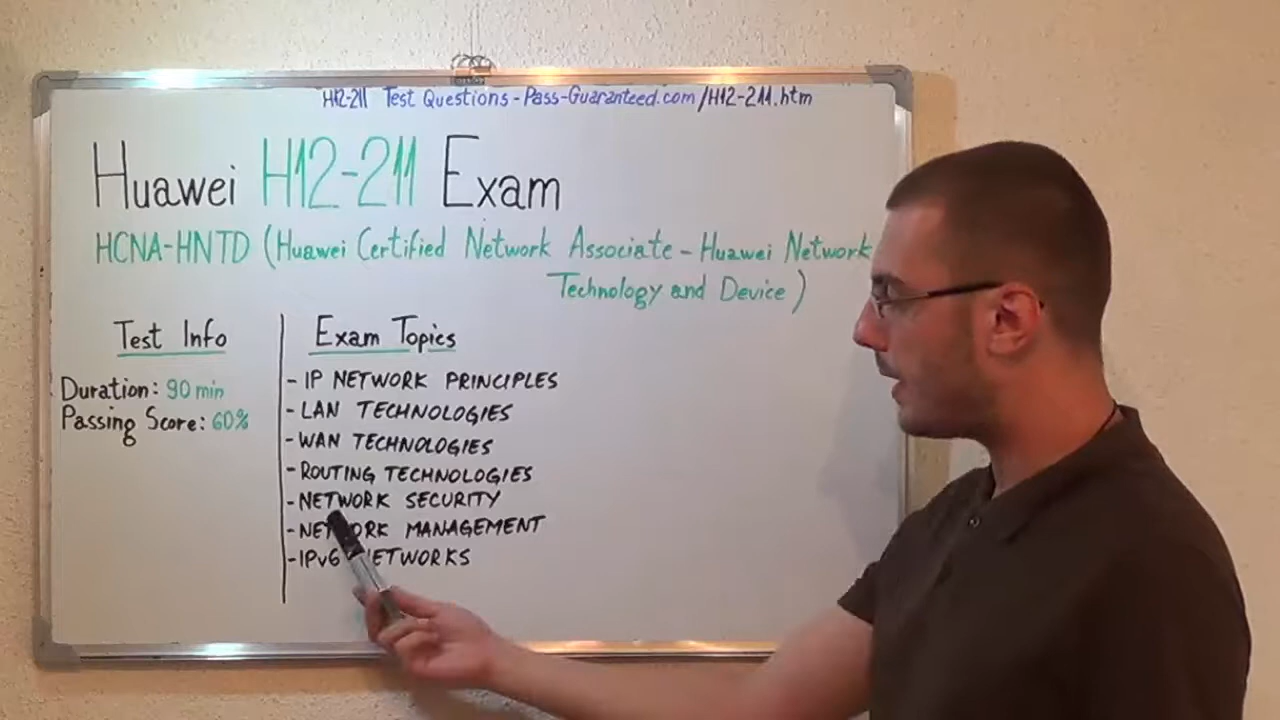 H12-211 Test Questions - Pass-Guaranteed.com/H12-211.htm
Huawei H12-211 Exam
HCNA-HNTD (Huawei Certified Network Associate - Huawei Network
Technology and Device)
Test Info
Duration: 90 min
Passing Score: 60%
Exam Topics
- IP NETWORK PRINCIPLES
- LAN TECHNOLOGIES
- WAN TECHNOLOGIES
- ROUTING TECHNOLOGIES
- NETWORK SECURITY
- NETWORK MANAGEMENT
- IPv6 NETWORKS